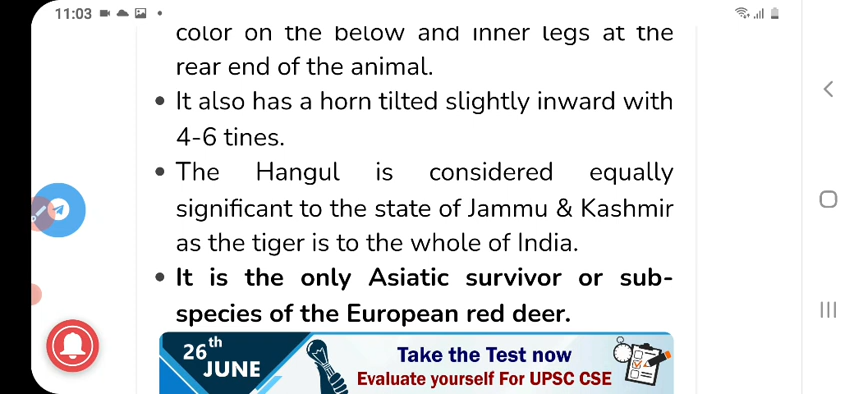 11:03
color on the below and inner legs at the
rear end of the animal.
• It also has a horn tilted slightly inward with
4-6 tines.
• The Hangul is considered equally
significant to the state of Jammu & Kashmir
as the tiger is to the whole of India.
• It is the only Asiatic survivor or sub-
species of the European red deer.
26th
JUNE
Take the Test now
Evaluate yourself For UPSC CSE